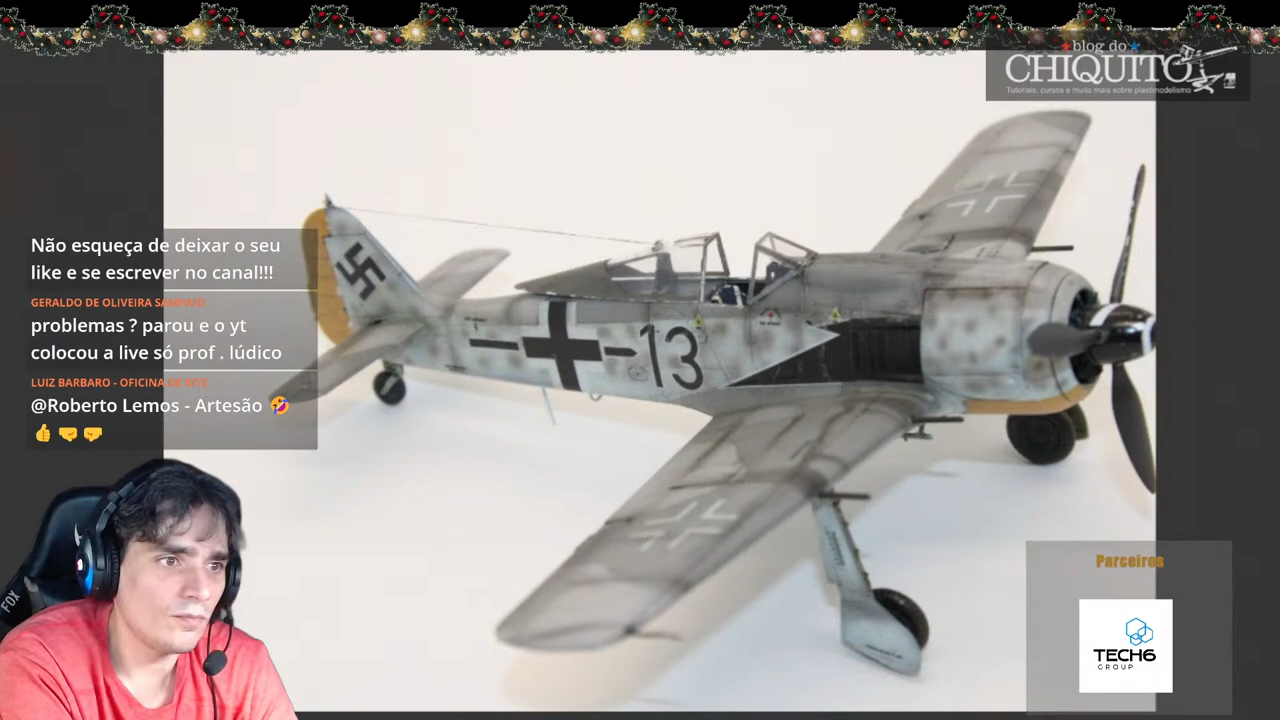 blog do
CHIQUITO
Tutoriais, cursos e muito mais sobre plastimodelismo
Não esqueça de deixar o seu
like e se escrever no canal!!!
GERALDO DE OLIVEIRA
problemas ? parou e o yt
colocou a live só prof . lúdico
LUIZ BARBARO - OFICINA
@Roberto Lemos - Artesão 🤣
👍🤜🤛
13
FOX
Parceiros
TECH6
GROUP